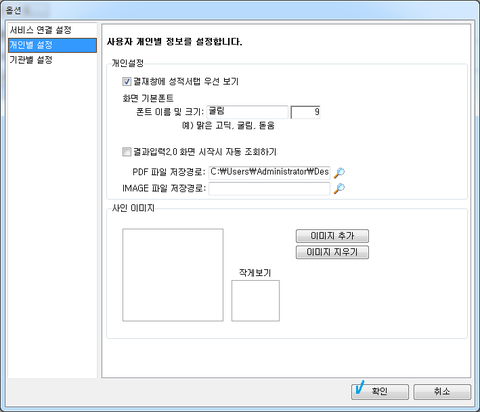 옵션
서비스 연결 설정
개인별 설정
기관별 설정
사용자 개인별 정보를 설정합니다.
개인설정
결재창에 성적서탭 우선 보기
화면 기본폰트
폰트 이름 및 크기: 굴림 9
예) 맑은 고딕, 굴림, 돋움
결과입력2,0 화면 시작시 자동 조회하기
PDF 파일 저장경로: C:₩Users₩Administrator₩Des
IMAGE 파일 저장경로:
사인 이미지
이미지 추가
이미지 지우기
작게보기
확인 취소